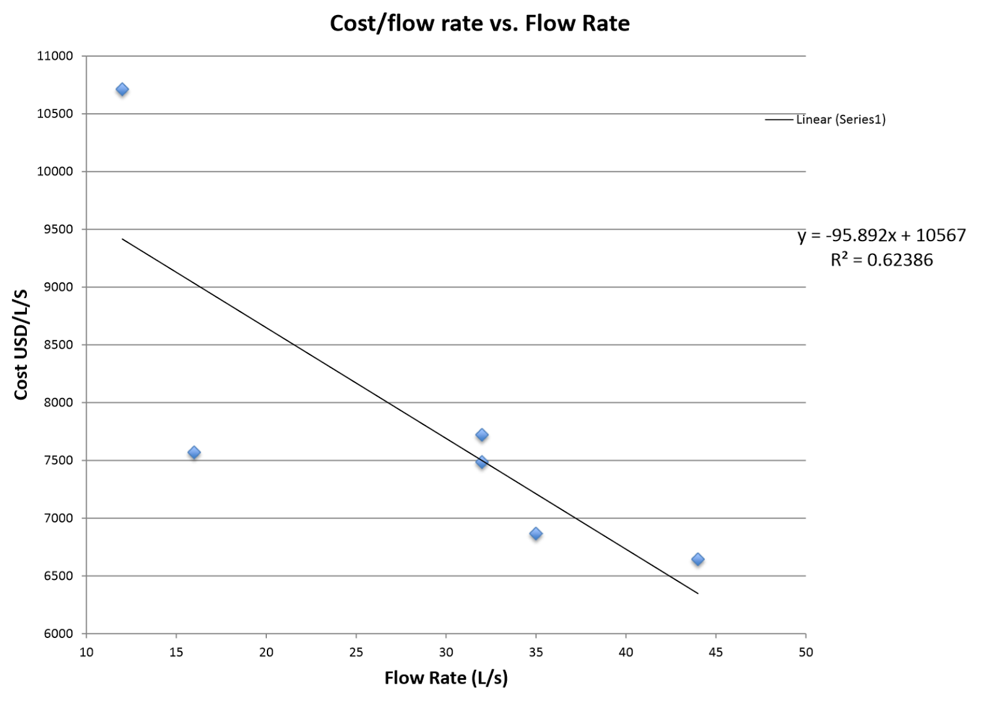 Cost/flow rate vs. Flow Rate
11000
10500
Linear (Series1)
10000
9500
y = -95.892x + 10567
R² = 0.62386
9000
8500
8000
7500
7000
6500
6000
Cost USD/L/S
10 15 20 25 30 35 40 45 50
Flow Rate (L/s)